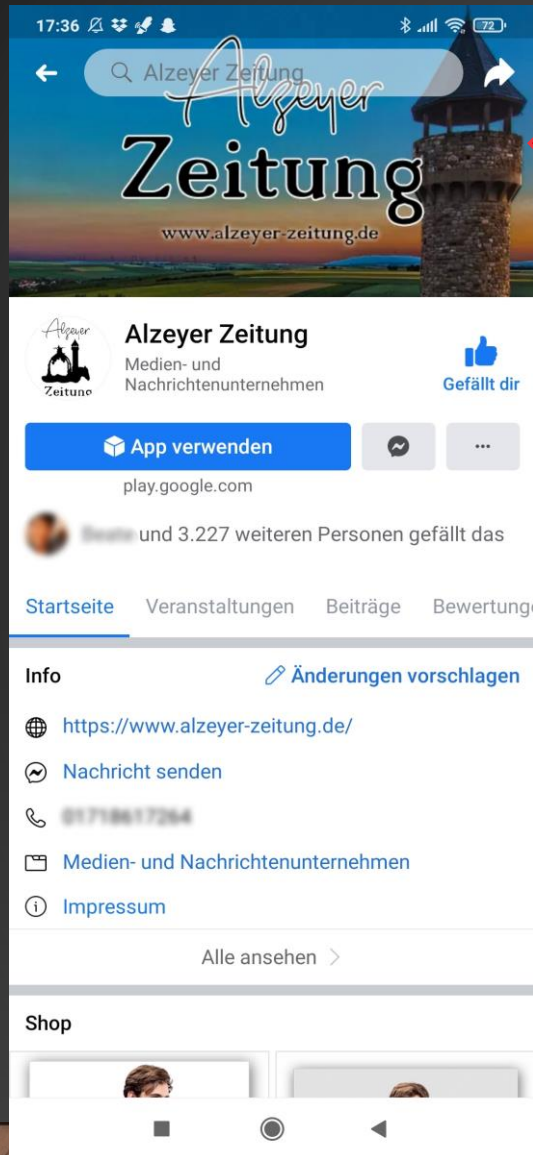 17:36
72
Alzeyer Zeitung
Alzeyer
Zeitung
www.alzeyer-zeitung.de
Alzeyer
Zeitung
Alzeyer Zeitung
Medien- und
Nachrichtenunternehmen
Gefällt dir
App verwenden
play.google.com
und 3.227 weiteren Personen gefällt das
Startseite Veranstaltungen Beiträge Bewertunge
Info Änderungen vorschlagen
https://www.alzeyer-zeitung.de/
Nachricht senden
Medien- und Nachrichtenunternehmen
Impressum
Alle ansehen
Shop